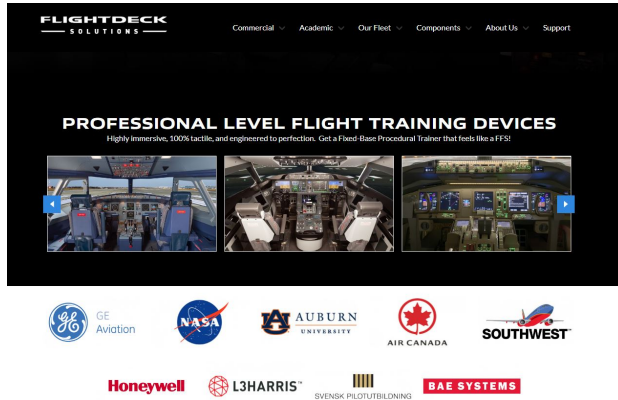 FLIGHTDECK
SOLUTIONS
Commercial
Academic
Our Fleet
Components
About Us
Support
PROFESSIONAL LEVEL FLIGHT TRAINING DEVICES
Highly immersive, 100% tactile, and engineered to perfection. Get a Fixed-Base Procedural Trainer that feels like a FFS!
GE
Aviation
NASA
AUBURN
UNIVERSITY
AIR CANADA
SOUTHWEST
Honeywell
L3HARRIS™
SVENSK PILOTUTBILDNING
BAE SYSTEMS